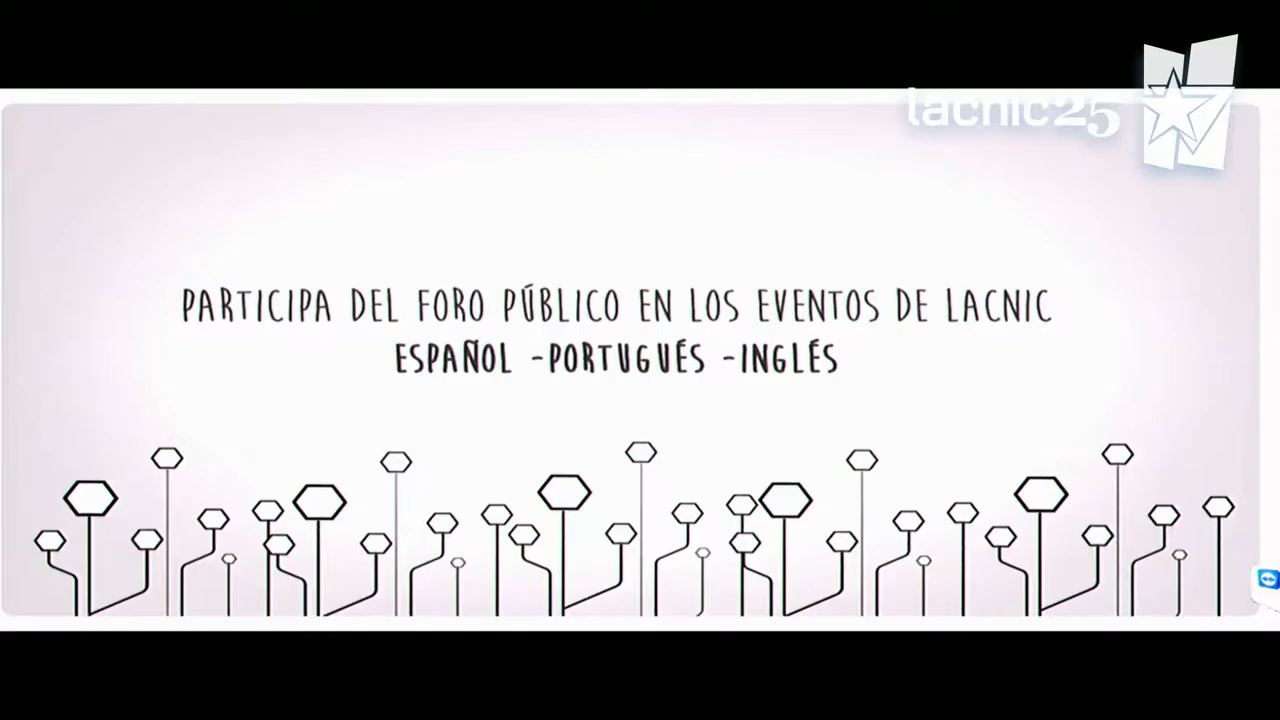 lacnic25
PARTICIPA DEL FORO PÚBLICO EN LOS EVENTOS DE LACNIC
ESPAÑOL -PORTUGUÉS -INGLÉS